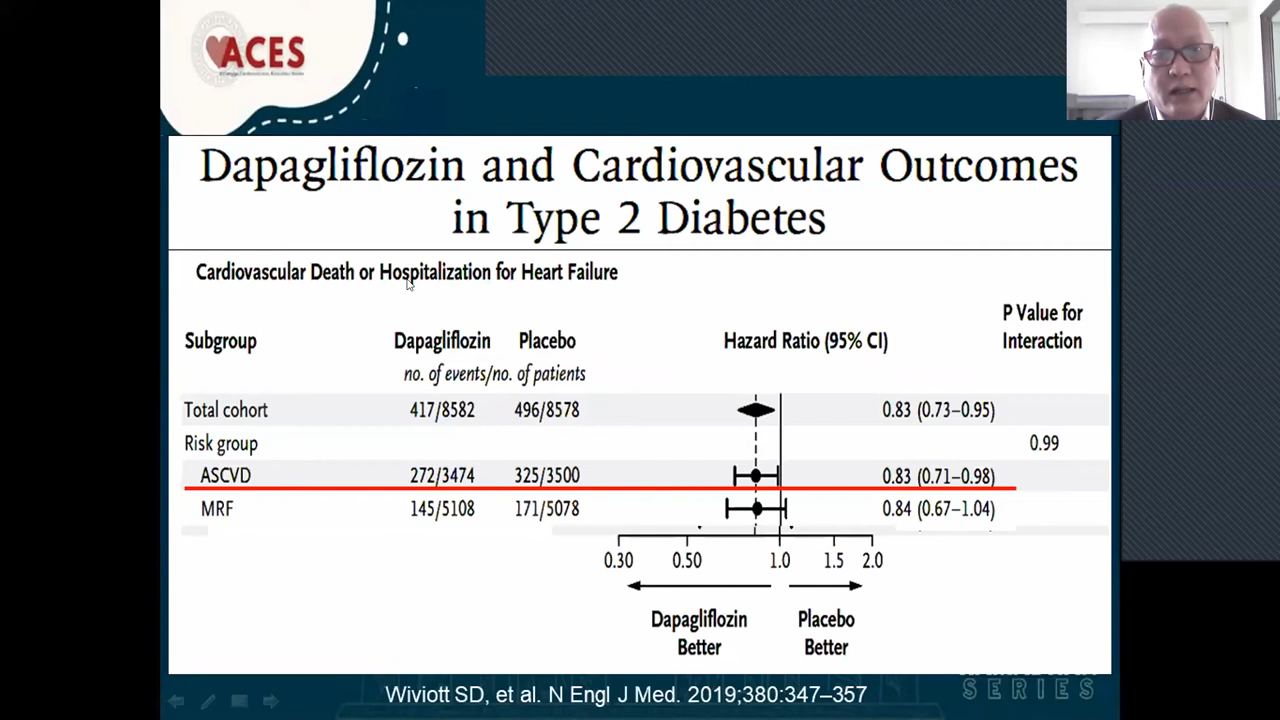 ACES
Dapagliflozin and Cardiovascular Outcomes
in Type 2 Diabetes
Cardiovascular Death or Hospitalization for Heart Failure
Subgroup Dapagliflozin Placebo Hazard Ratio (95% CI) P Value for Interaction
no. of events/no. of patients
Total cohort 417/8582 496/8578 0.83 (0.73–0.95)
Risk group 0.99
ASCVD 272/3474 325/3500 0.83 (0.71–0.98)
MRF 145/5108 171/5078 0.84 (0.67–1.04)
0.30 0.50 1.0 1.5 2.0
Dapagliflozin Better Placebo Better
Wiviott SD, et al. N Engl J Med. 2019;380:347–357
SERIES